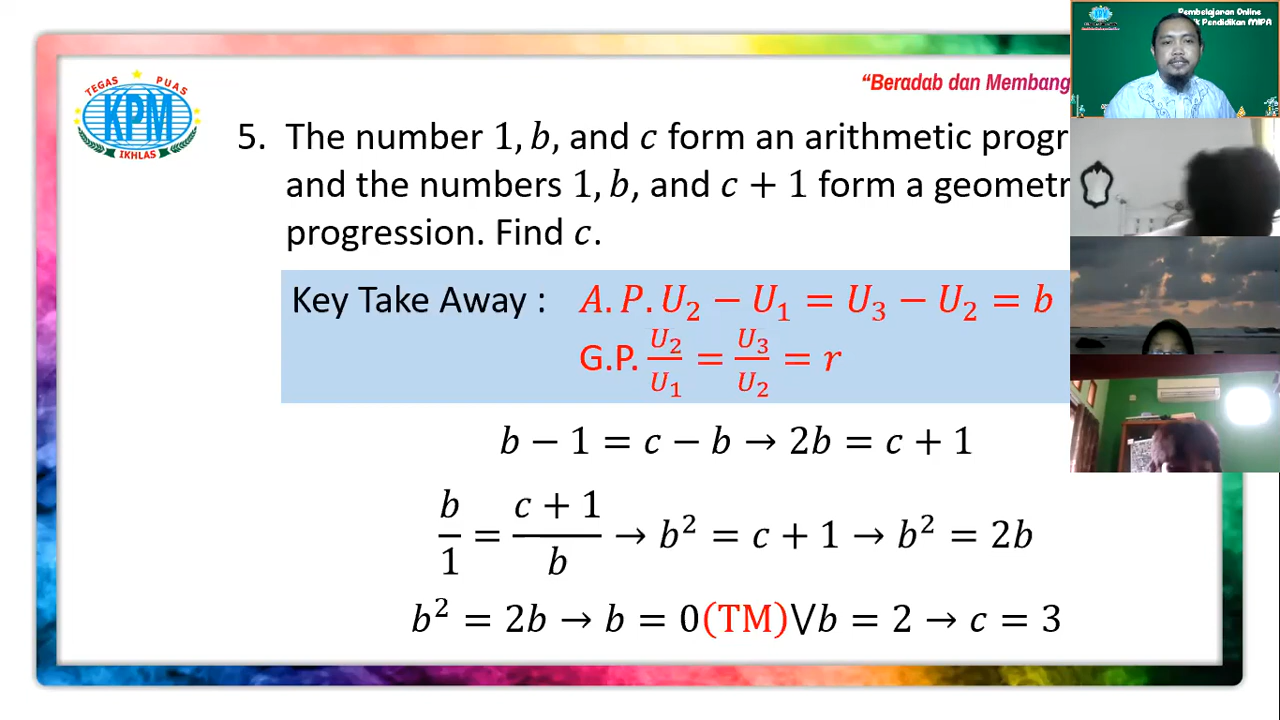 TEGAS PUAS
KPM
IKHLAS
"Beradab dan Membang
Pembelajaran Online
k Pendidikan MIPA
5. The number 1, b, and c form an arithmetic progr
and the numbers 1, b, and c + 1 form a geometr
progression. Find c.
Key Take Away : A. P. U₂ − U₁ = U₃ − U₂ = b
G.P. U₂/U₁ = U₃/U₂ = r
b − 1 = c − b → 2b = c + 1
b/1 = (c + 1)/b → b² = c + 1 → b² = 2b
b² = 2b → b = 0(TM)∨b = 2 → c = 3